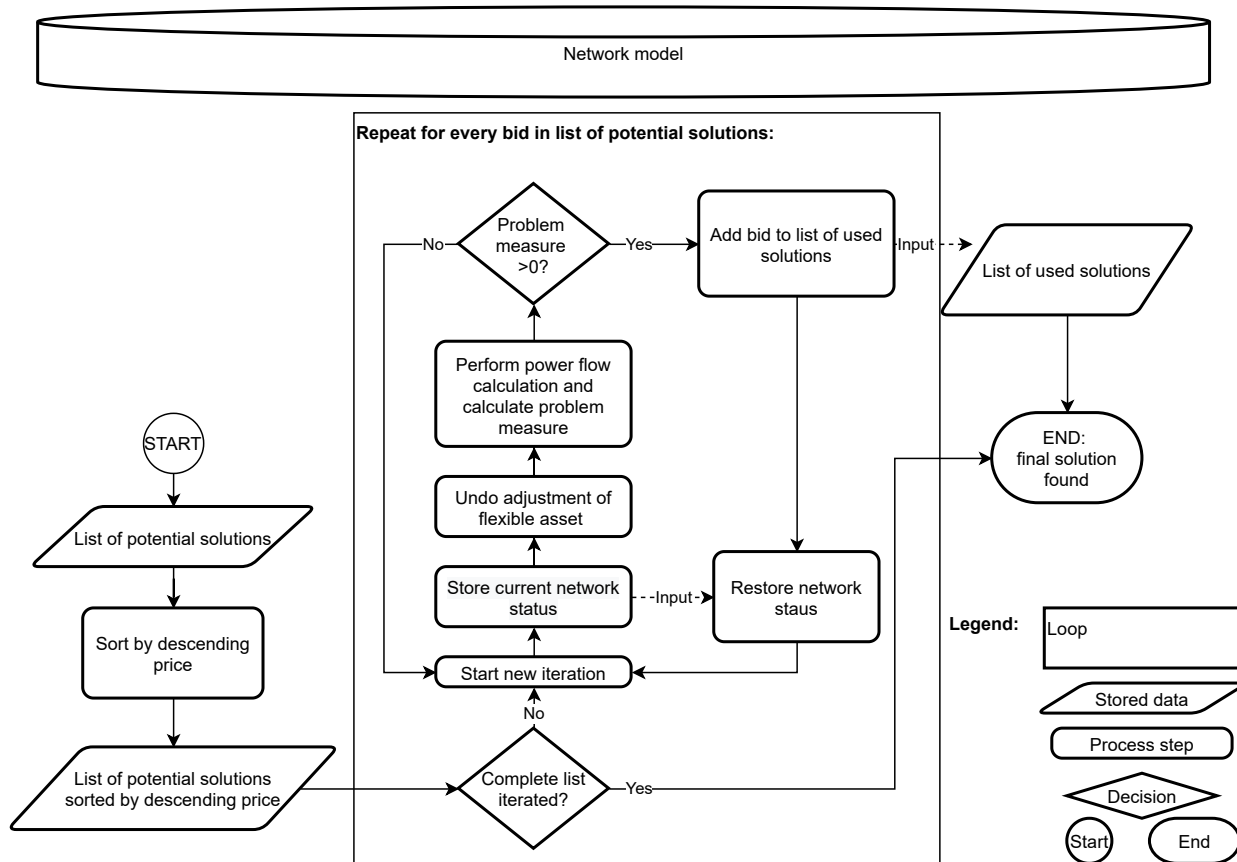 Network model
Repeat for every bid in list of potential solutions:
Problem
measure
>0?
No
Yes
Add bid to list of used
solutions
Input
List of used solutions
Perform power flow
calculation and
calculate problem
measure
START
END:
final solution
found
Undo adjustment of
flexible asset
List of potential solutions
Store current network
status
Input
Restore network
staus
Sort by descending
price
Start new iteration
No
List of potential solutions
sorted by descending price
Complete list
iterated?
Yes
Legend:
Loop
Stored data
Process step
Decision
Start
End